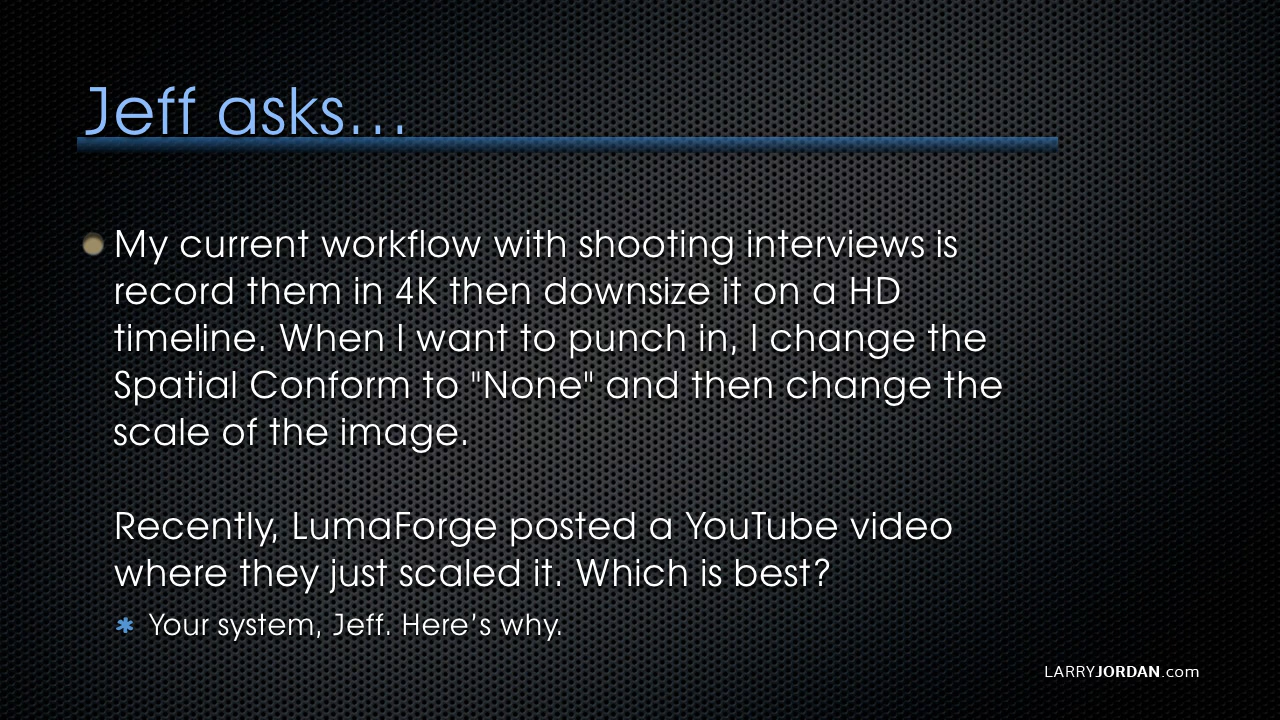 Jeff asks…
My current workflow with shooting interviews is
record them in 4K then downsize it on a HD
timeline. When I want to punch in, I change the
Spatial Conform to "None" and then change the
scale of the image.
Recently, LumaForge posted a YouTube video
where they just scaled it. Which is best?
Your system, Jeff. Here’s why.
LARRYJORDAN.com